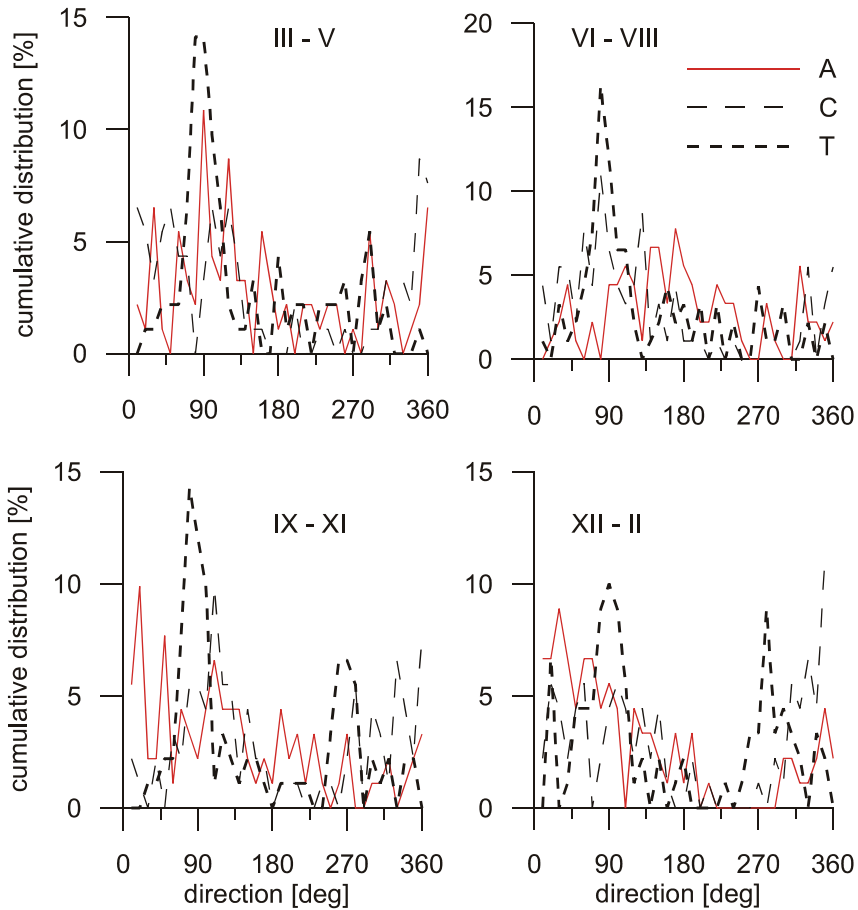 III - V
15
10
5
0
cumulative distribution [%]
0 90 180 270 360
VI - VIII
20
15
10
5
0
A
C
T
0 90 180 270 360
IX - XI
15
10
5
0
cumulative distribution [%]
0 90 180 270 360
direction [deg]
XII - II
15
10
5
0
0 90 180 270 360
direction [deg]